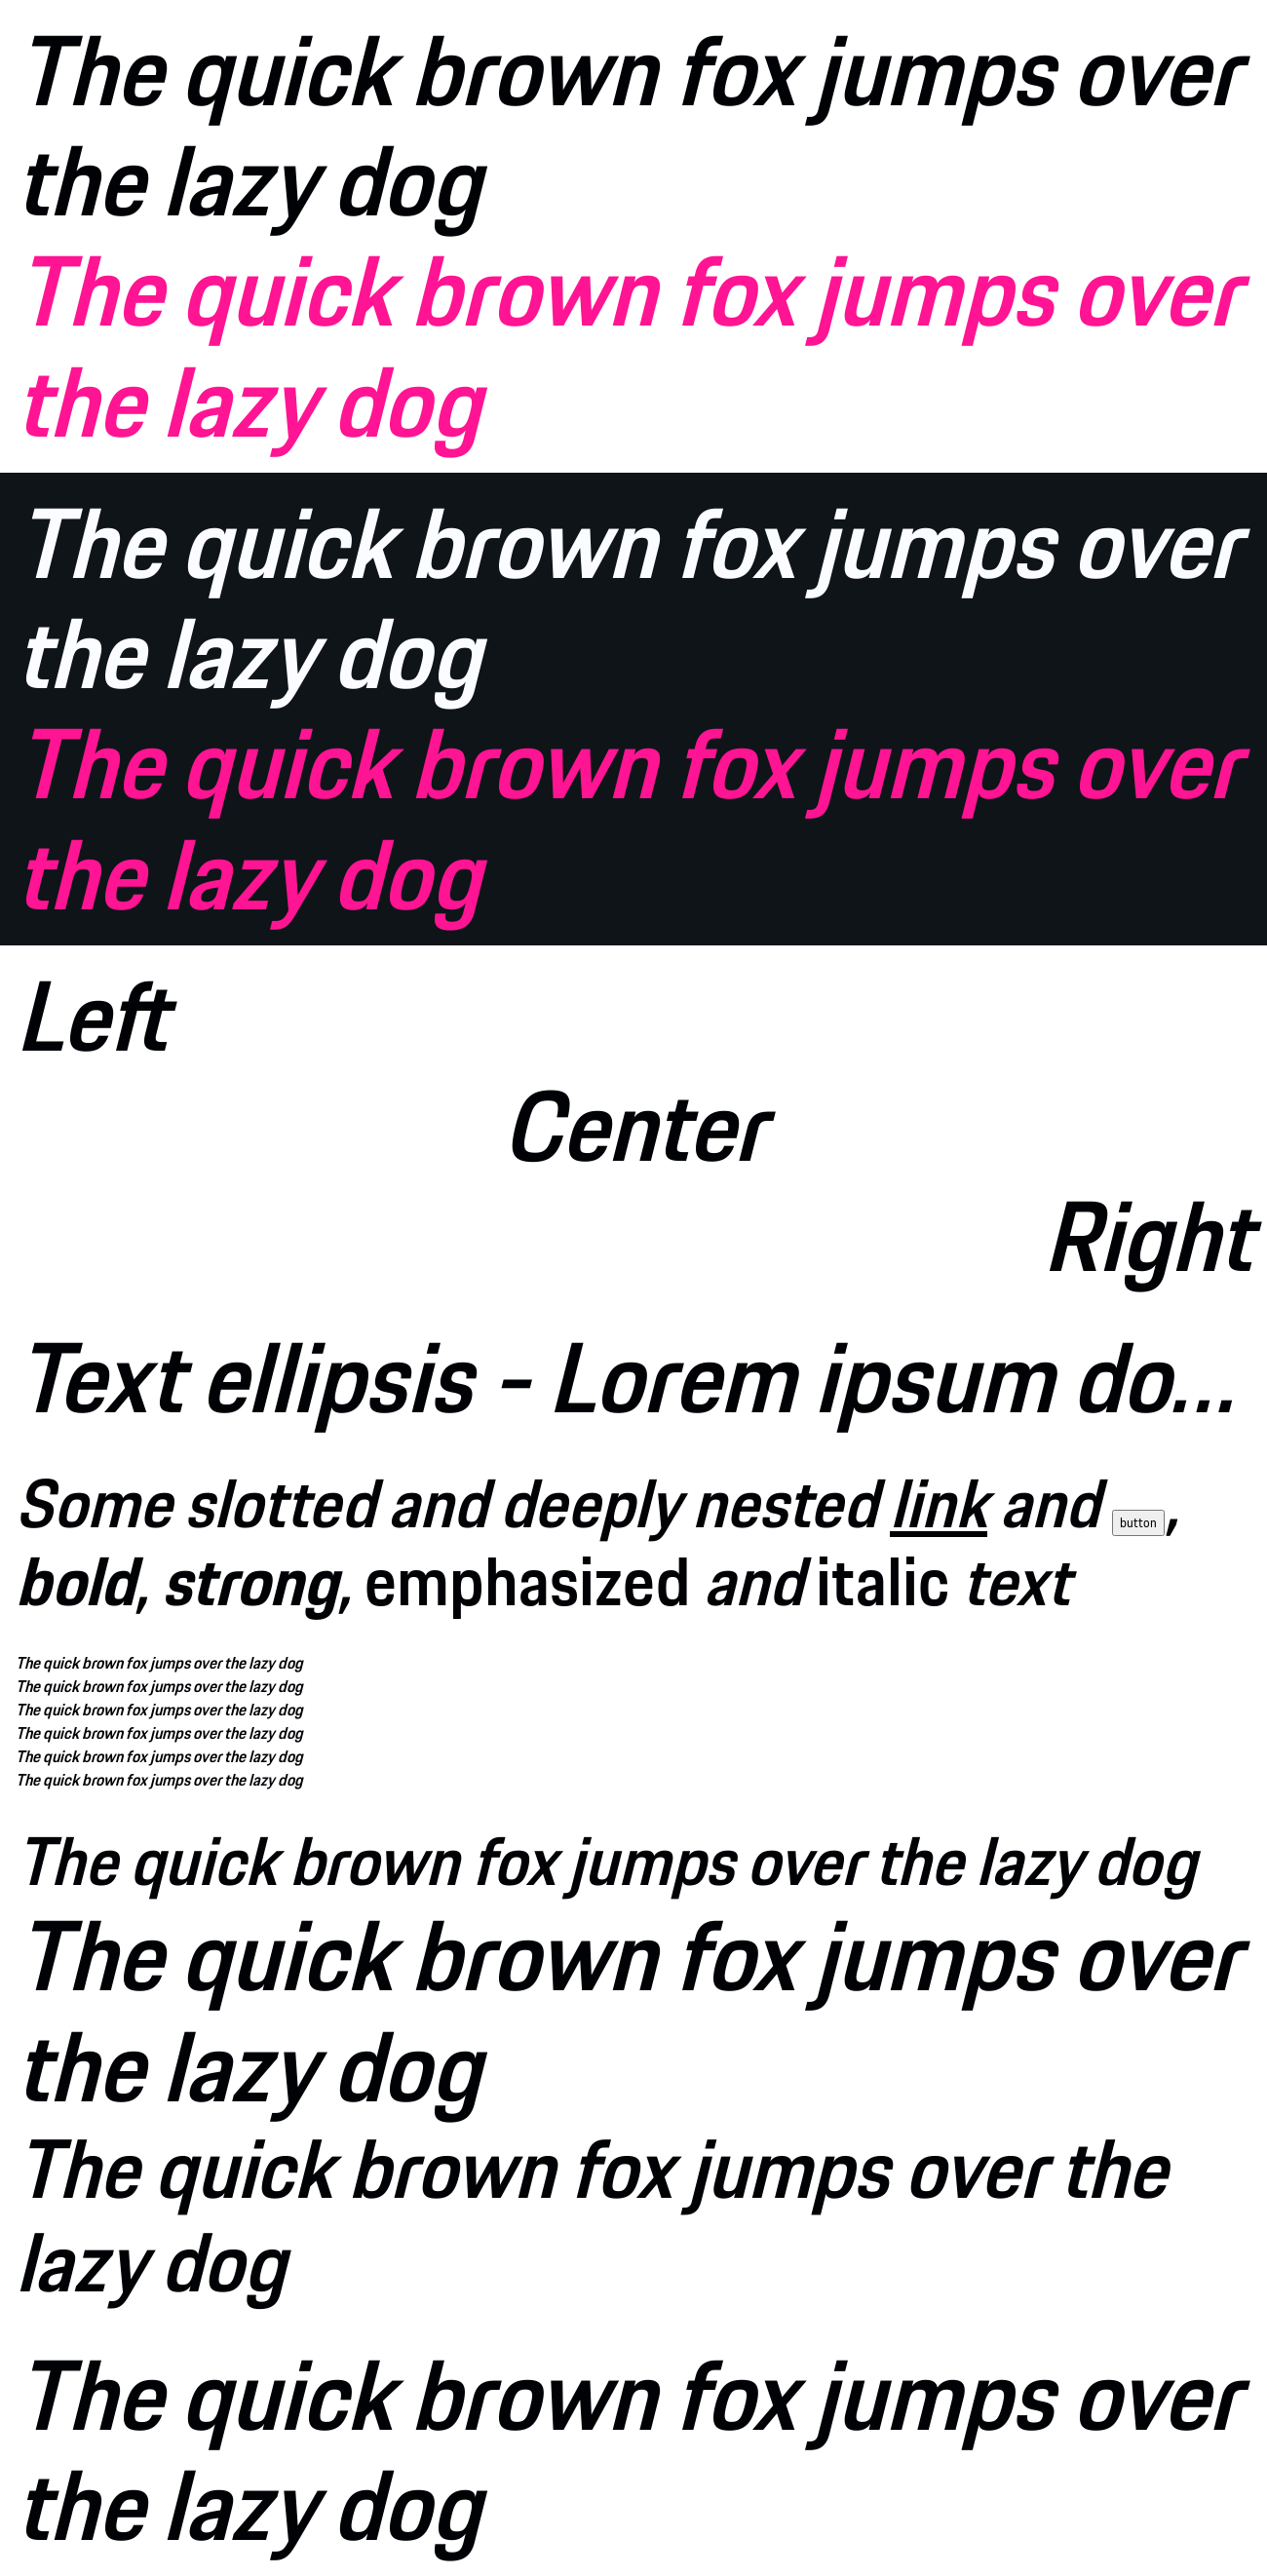 The quick brown fox jumps over
the lazy dog
The quick brown fox jumps over
the lazy dog
The quick brown fox jumps over
the lazy dog
The quick brown fox jumps over
the lazy dog
Left
Center
Right
Text ellipsis - Lorem ipsum do...
Some slotted and deeply nested link and button,
bold, strong, emphasized and italic text
The quick brown fox jumps over the lazy dog
The quick brown fox jumps over the lazy dog
The quick brown fox jumps over the lazy dog
The quick brown fox jumps over the lazy dog
The quick brown fox jumps over the lazy dog
The quick brown fox jumps over the lazy dog
The quick brown fox jumps over the lazy dog
The quick brown fox jumps over
the lazy dog
The quick brown fox jumps over the
lazy dog
The quick brown fox jumps over
the lazy dog